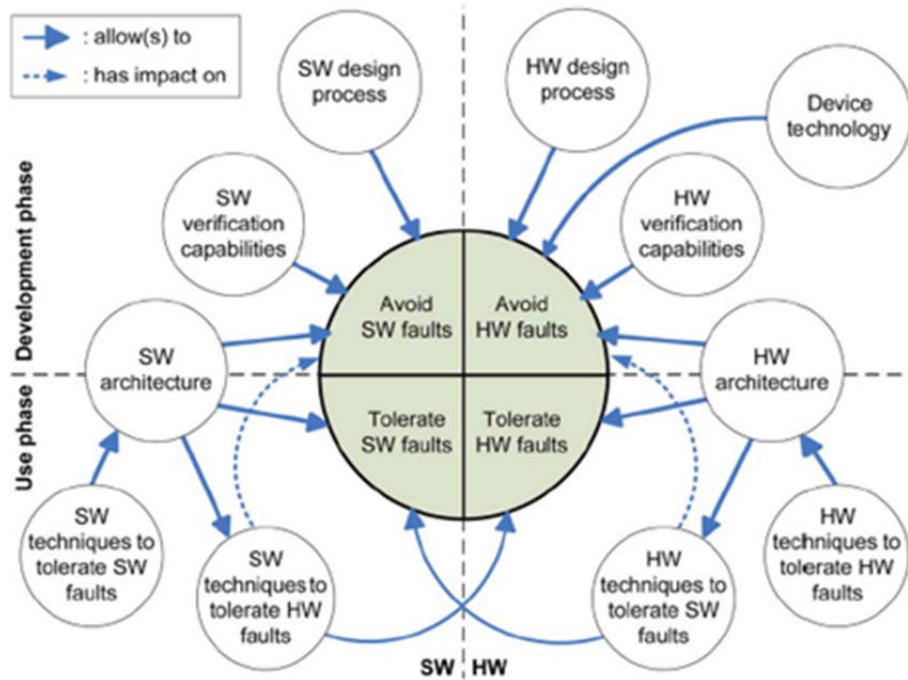 : allow(s) to
: has impact on
SW design
process
HW design
process
Device
technology
SW
verification
capabilities
HW
verification
capabilities
Development phase
Avoid
SW faults
Avoid
HW faults
SW
architecture
HW
architecture
Use phase
Tolerate
SW faults
Tolerate
HW faults
SW
techniques to
tolerate SW
faults
SW
techniques to
tolerate HW
faults
HW
techniques to
tolerate SW
faults
HW
techniques to
tolerate HW
faults
SW HW